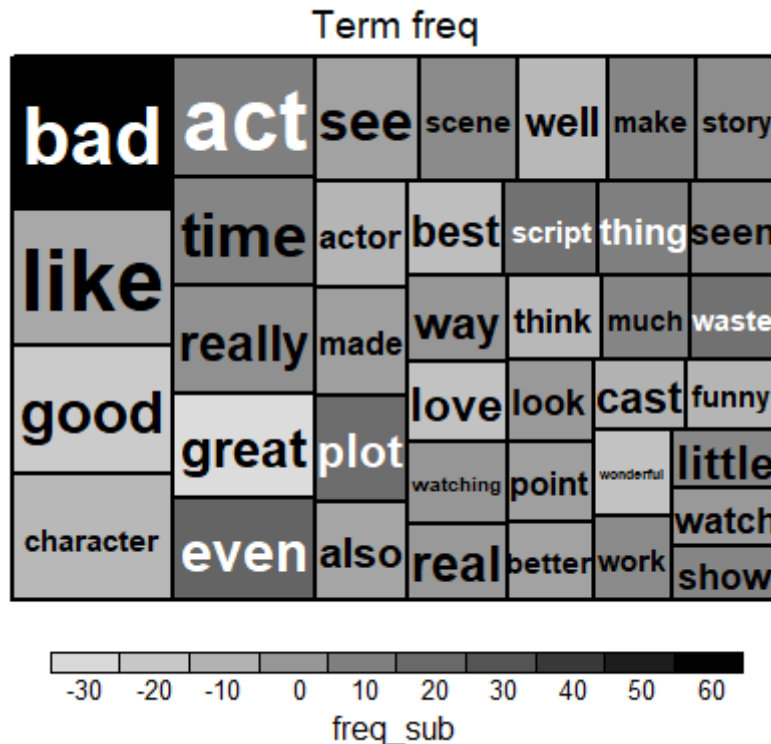 Term freq
bad
act
see
scene
well
make
story
like
time
actor
best
script
thing
seen
really
made
way
think
much
waste
good
great
plot
love
look
cast
funny
character
even
also
watching
point
wonderful
little
real
better
work
watch
show
-30 -20 -10 0 10 20 30 40 50 60
freq_sub